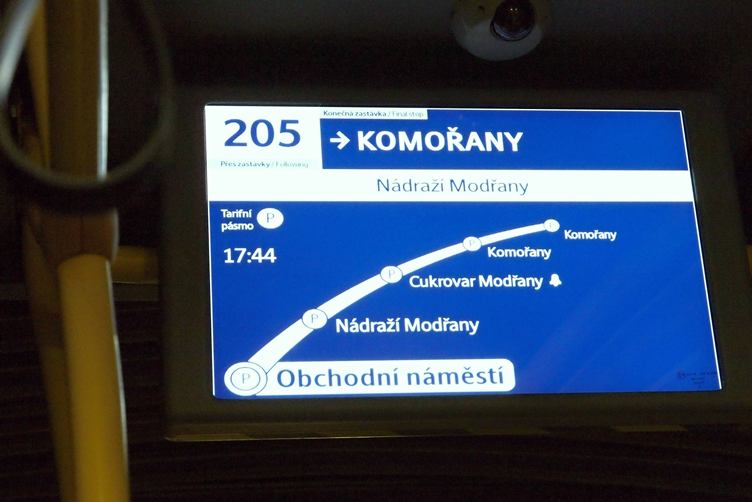 Konečná zastávka / Final stop
205
→ KOMOŘANY
Přes zastávky / Following
Nádraží Modřany
Tarifní
pásmo P
17:44
P Komořany
P Komořany
P Cukrovar Modřany
P Nádraží Modřany
P Obchodní náměstí